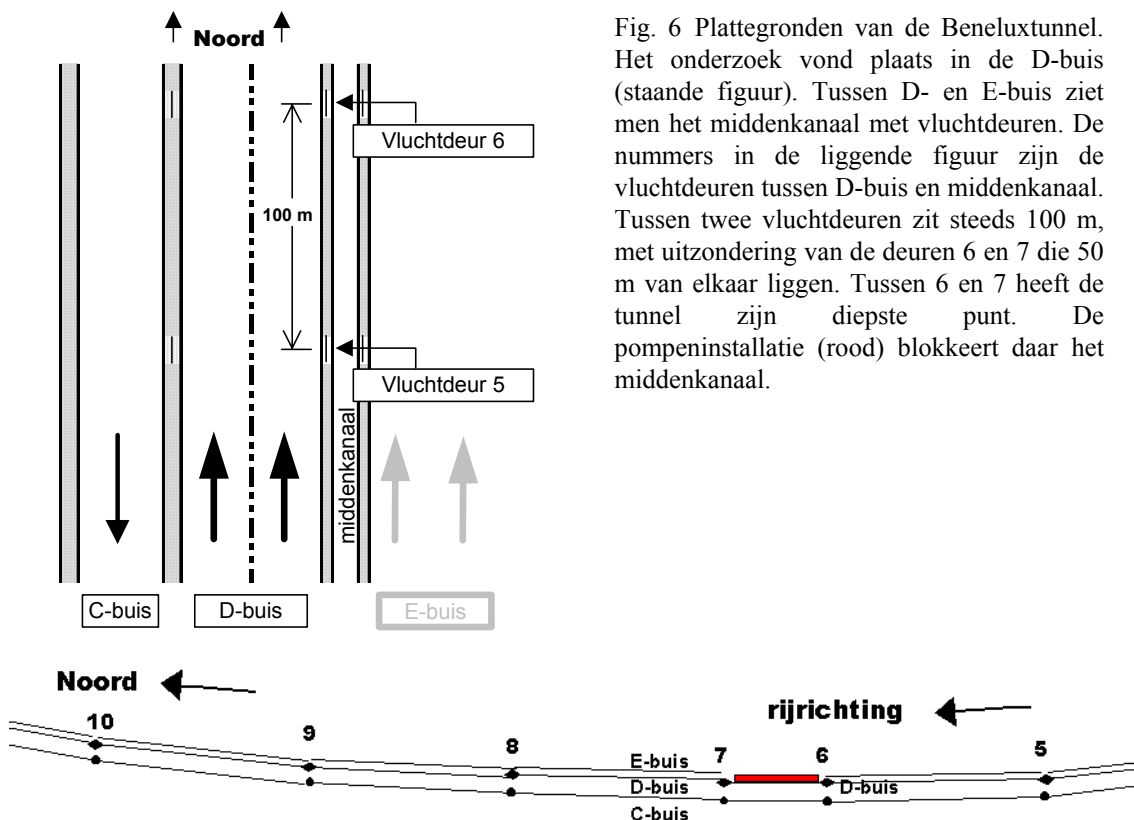 Noord
Vluchtdeur 6
100 m
Vluchtdeur 5
middenkanaal
C-buis
D-buis
E-buis
Fig. 6 Plattegronden van de Beneluxtunnel.
Het onderzoek vond plaats in de D-buis
(staande figuur). Tussen D- en E-buis ziet
men het middenkanaal met vluchtdeuren. De
nummers in de liggende figuur zijn de
vluchtdeuren tussen D-buis en middenkanaal.
Tussen twee vluchtdeuren zit steeds 100 m,
met uitzondering van de deuren 6 en 7 die 50
m van elkaar liggen. Tussen 6 en 7 heeft de
tunnel zijn diepste punt. De
pompeninstallatie (rood) blokkeert daar het
middenkanaal.
Noord
rijrichting
10
9
8
7
6
5
E-buis
D-buis
D-buis
C-buis